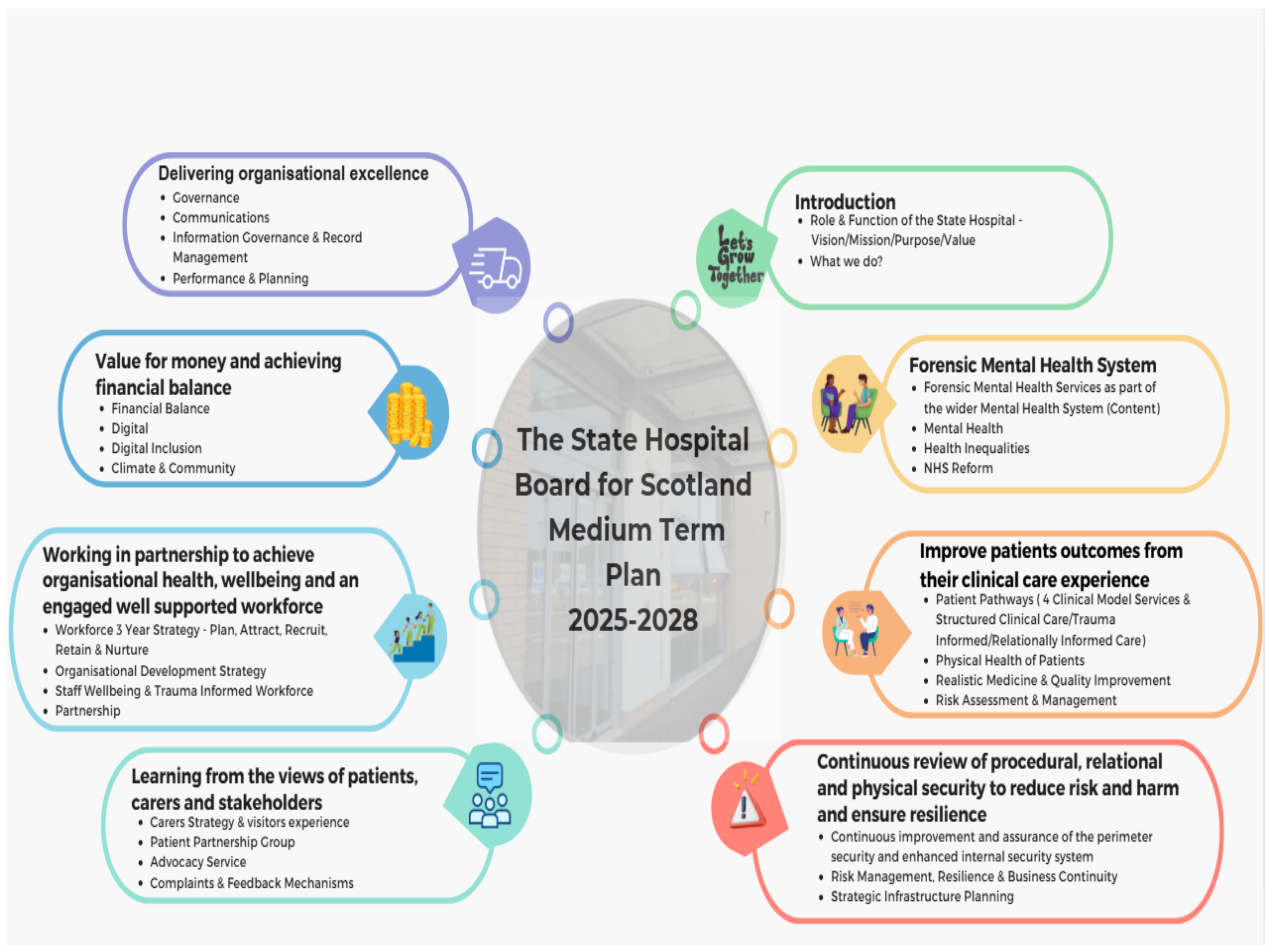 Delivering organisational excellence
• Governance
• Communications
• Information Governance & Record
Management
• Performance & Planning
Let's
Grow
Together
Introduction
• Role & Function of the State Hospital -
Vision/Mission/Purpose/Value
• What we do?
Value for money and achieving
financial balance
• Financial Balance
• Digital
• Digital Inclusion
• Climate & Community
Forensic Mental Health System
• Forensic Mental Health Services as part of
the wider Mental Health System (Content)
• Mental Health
• Health Inequalities
• NHS Reform
The State Hospital
Board for Scotland
Medium Term
Plan
2025-2028
Working in partnership to achieve
organisational health, wellbeing and an
engaged well supported workforce
• Workforce 3 Year Strategy - Plan, Attract, Recruit,
Retain & Nurture
• Organisational Development Strategy
• Staff Wellbeing & Trauma Informed Workforce
• Partnership
Improve patients outcomes from
their clinical care experience
• Patient Pathways ( 4 Clinical Model Services &
Structured Clinical Care/Trauma
Informed/Relationally Informed Care)
• Physical Health of Patients
• Realistic Medicine & Quality Improvement
• Risk Assessment & Management
Learning from the views of patients,
carers and stakeholders
• Carers Strategy & visitors experience
• Patient Partnership Group
• Advocacy Service
• Complaints & Feedback Mechanisms
Continuous review of procedural, relational
and physical security to reduce risk and harm
and ensure resilience
• Continuous improvement and assurance of the perimeter
security and enhanced internal security system
• Risk Management, Resilience & Business Continuity
• Strategic Infrastructure Planning